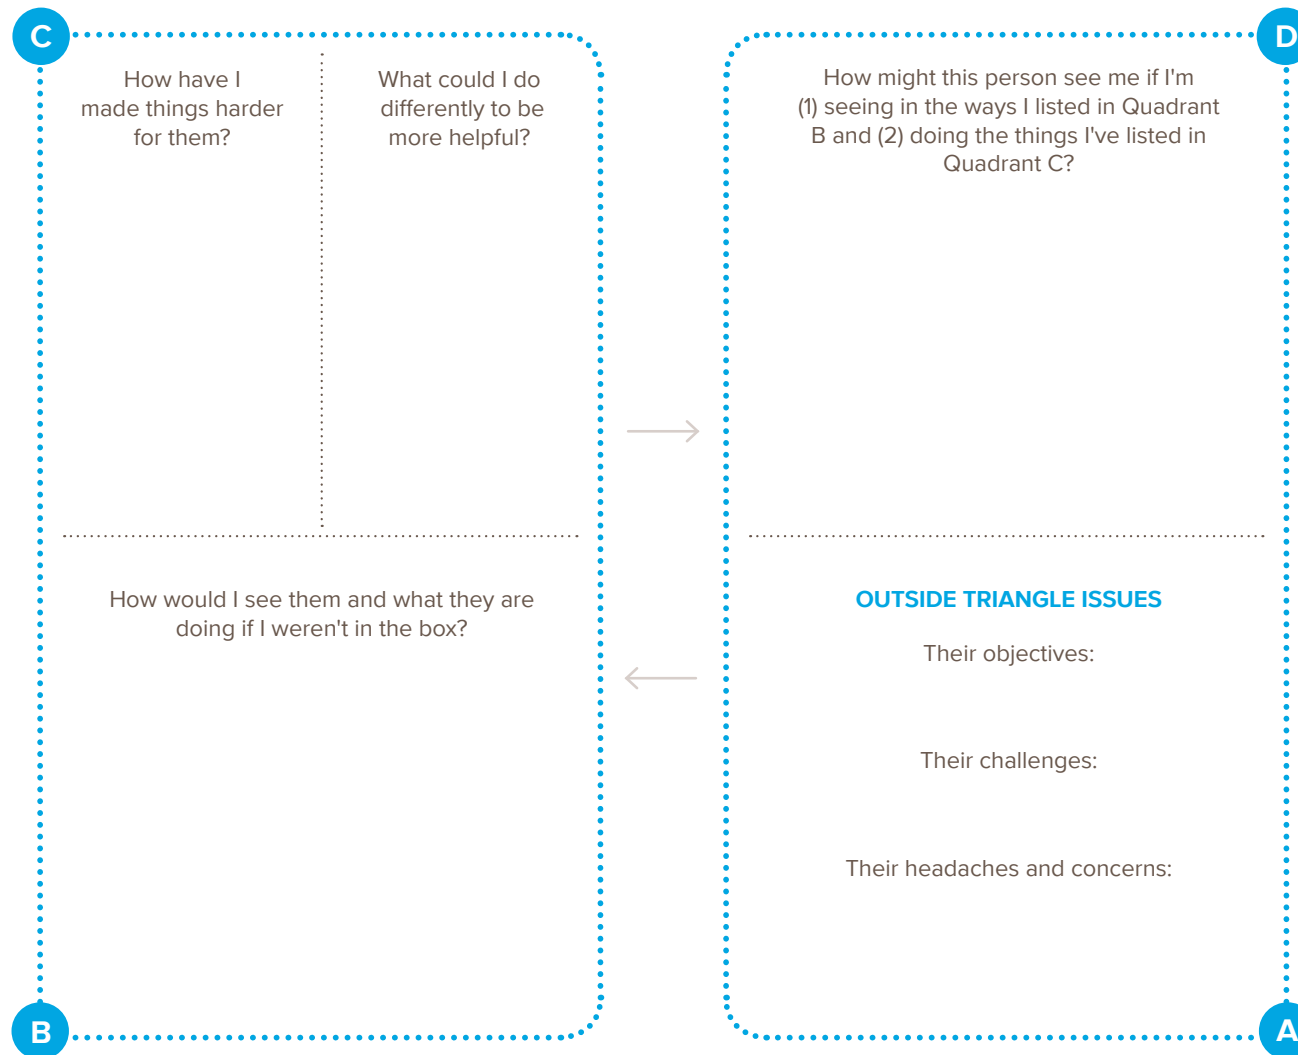 C
How have I
made things harder
for them?
What could I do
differently to be
more helpful?
D
How might this person see me if I'm
(1) seeing in the ways I listed in Quadrant
B and (2) doing the things I've listed in
Quadrant C?
How would I see them and what they are
doing if I weren't in the box?
B
OUTSIDE TRIANGLE ISSUES
Their objectives:
Their challenges:
Their headaches and concerns:
A